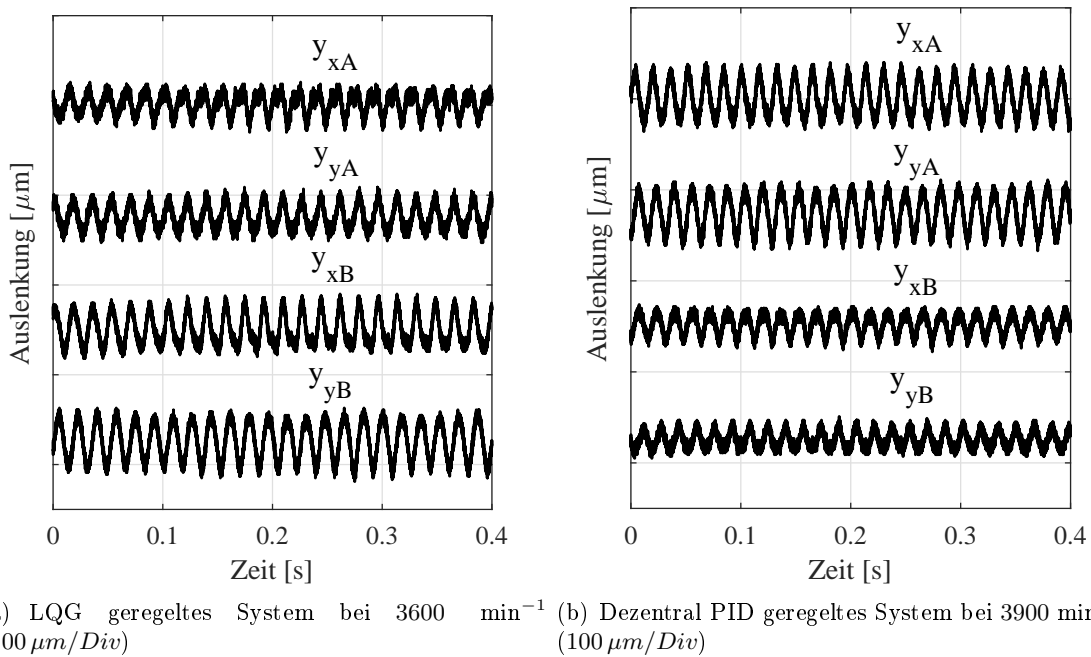 y_xA
y_yA
y_xB
y_yB
Auslenkung [μm]
0 0.1 0.2 0.3 0.4
Zeit [s]
y_xA
y_yA
y_xB
y_yB
Auslenkung [μm]
0 0.1 0.2 0.3 0.4
Zeit [s]
) LQG geregeltes System bei 3600 min⁻¹
00 μm/Div)
(b) Dezentral PID geregeltes System bei 3900 min
(100 μm/Div)